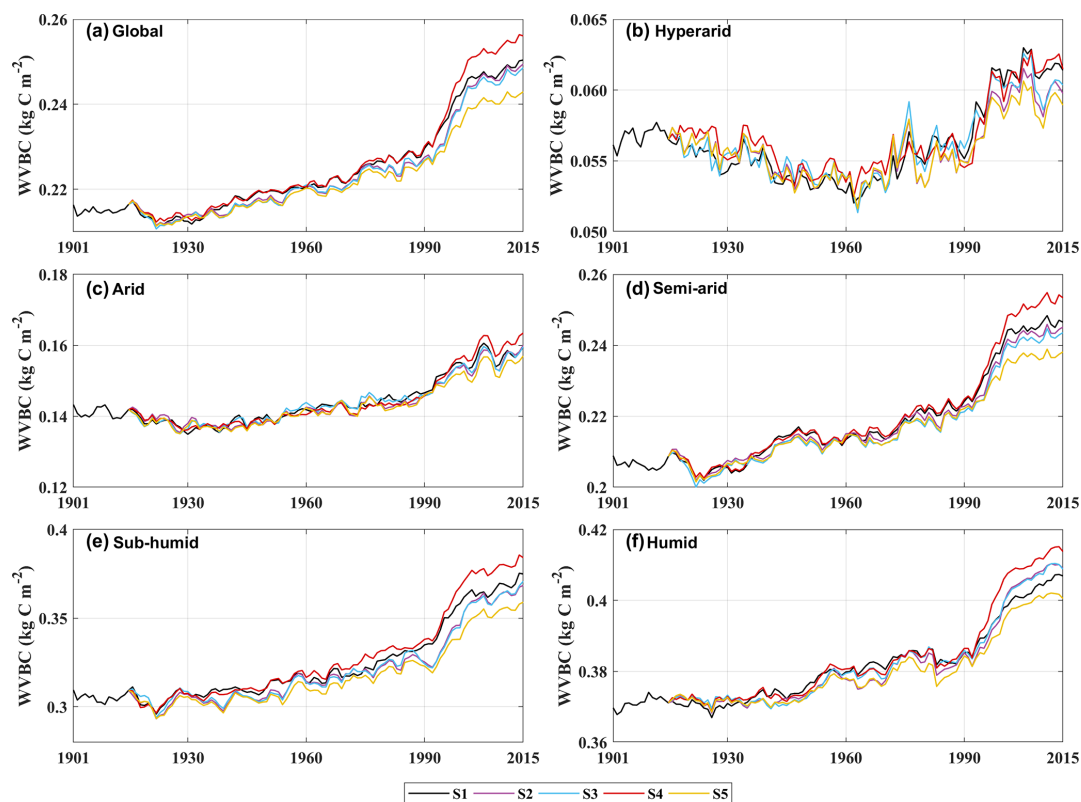 (a) Global
WVBC (kg C m⁻²)
0.26
0.24
0.22
1901 1930 1960 1990 2015
(b) Hyperarid
WVBC (kg C m⁻²)
0.065
0.060
0.055
0.050
1901 1930 1960 1990 2015
(c) Arid
WVBC (kg C m⁻²)
0.18
0.16
0.14
0.12
1901 1930 1960 1990 2015
(d) Semi-arid
WVBC (kg C m⁻²)
0.26
0.24
0.22
0.2
1901 1930 1960 1990 2015
(e) Sub-humid
WVBC (kg C m⁻²)
0.4
0.35
0.3
1901 1930 1960 1990 2015
(f) Humid
WVBC (kg C m⁻²)
0.42
0.4
0.38
0.36
1901 1930 1960 1990 2015
S1 S2 S3 S4 S5